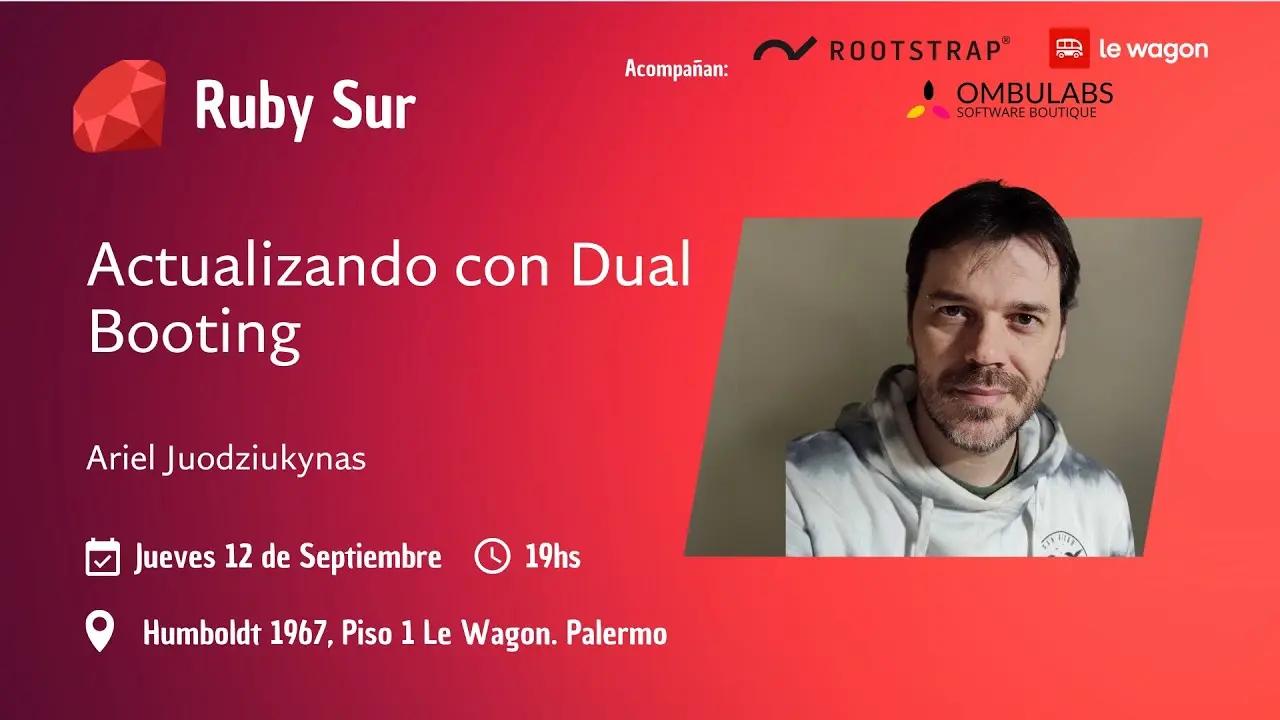 Ruby Sur
Acompañan:
ROOTSTRAP®
le wagon
OMBULABS
SOFTWARE BOUTIQUE
Actualizando con Dual
Booting
Ariel Juodziukynas
Jueves 12 de Septiembre
19hs
Humboldt 1967, Piso 1 Le Wagon. Palermo